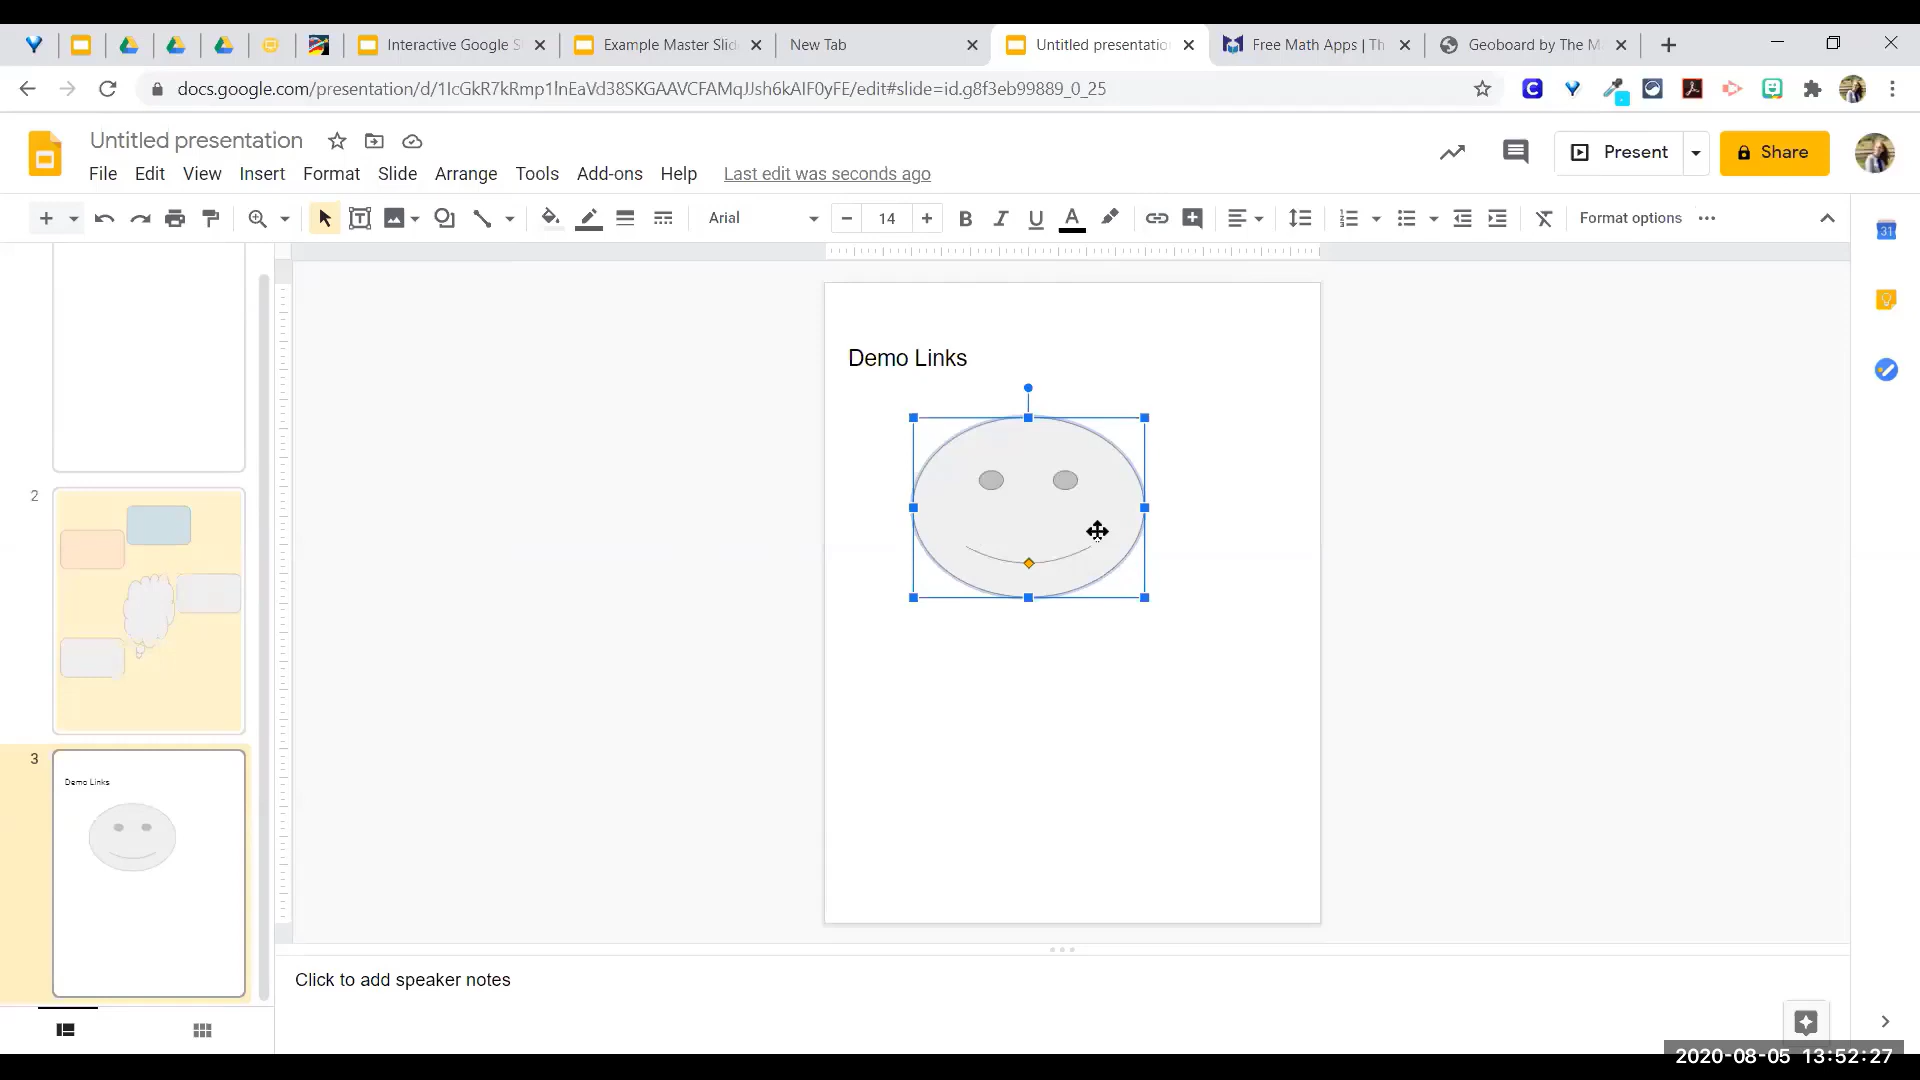 Interactive Google S
Example Master Slid
New Tab
Untitled presentatio
Free Math Apps | Th
Geoboard by The M
docs.google.com/presentation/d/1IcGkR7kRmp1lnEaVd38SKGAAVCFAMqJJsh6kAIF0yFE/edit#slide=id.g8f3eb99889_0_25
Untitled presentation
Present
Share
File Edit View Insert Format Slide Arrange Tools Add-ons Help Last edit was seconds ago
Arial
14
Format options
31
Demo Links
2
3
Demo Links
Click to add speaker notes
2020-08-05 13:52:27